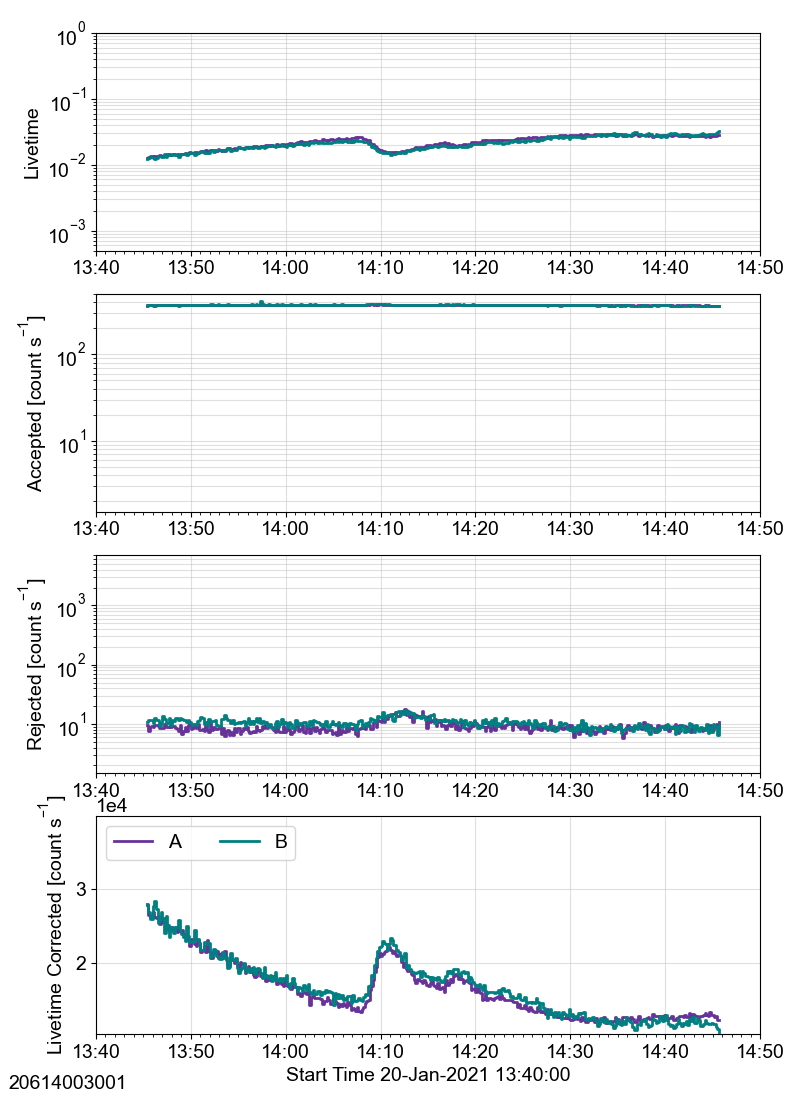 10^0
10^−1
10^−2
10^−3
Livetime
13:40 13:50 14:00 14:10 14:20 14:30 14:40 14:50
10^2
10^1
Accepted [count s^−1]
13:40 13:50 14:00 14:10 14:20 14:30 14:40 14:50
10^3
10^2
10^1
Rejected [count s^−1]
13:40 13:50 14:00 14:10 14:20 14:30 14:40 14:50
1e4
A B
3
2
Livetime Corrected [count s^−1]
13:40 13:50 14:00 14:10 14:20 14:30 14:40 14:50
Start Time 20-Jan-2021 13:40:00
20614003001